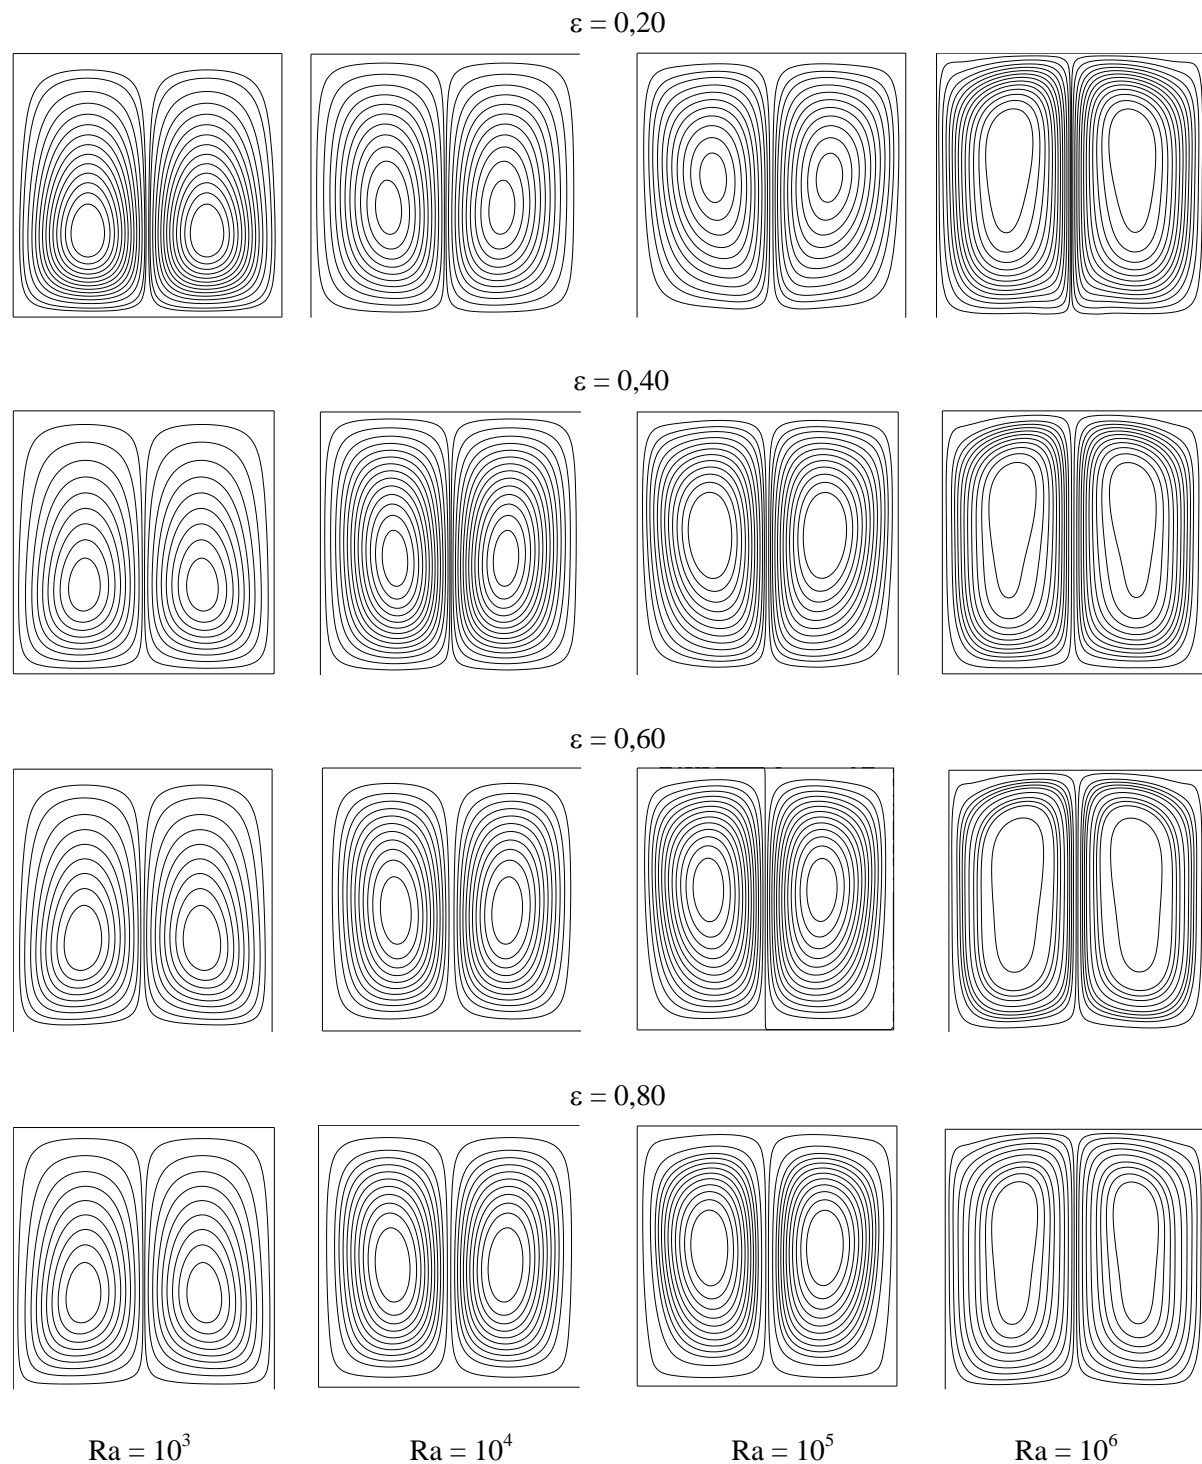 ε = 0,20
ε = 0,40
ε = 0,60
ε = 0,80
Ra = 10³ Ra = 10⁴ Ra = 10⁵ Ra = 10⁶